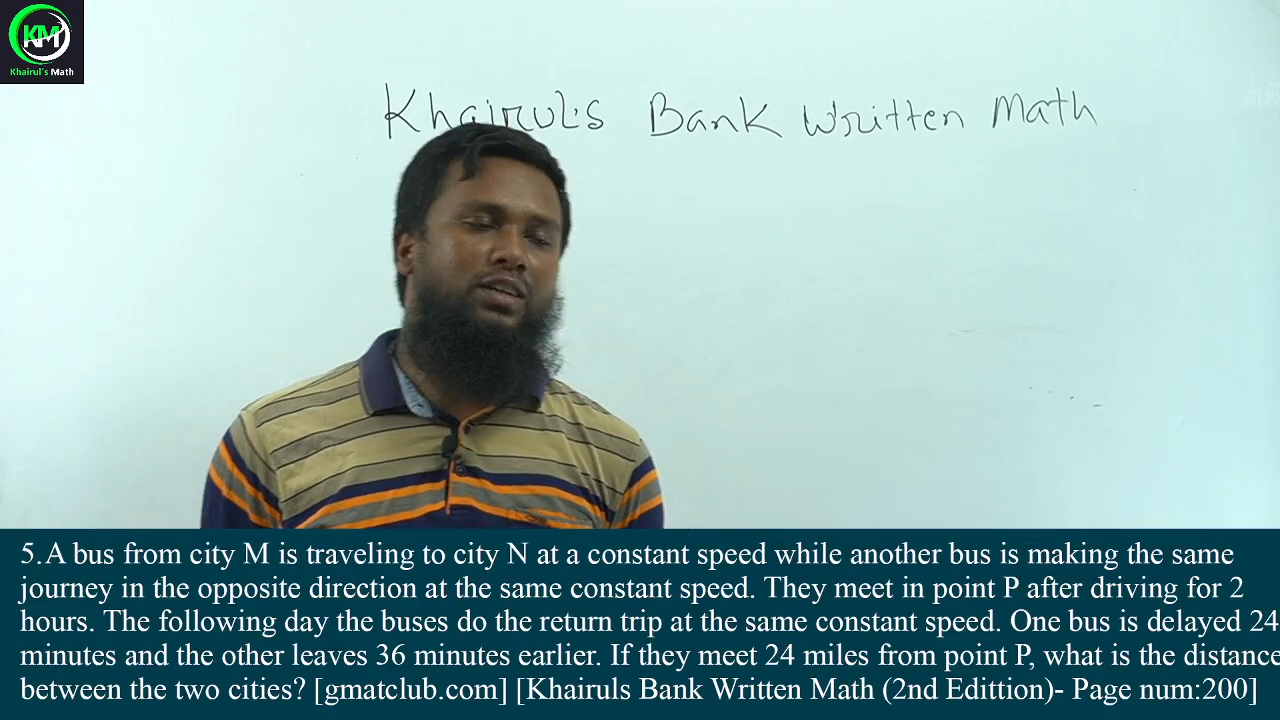 KM
Khairul's Math
Khairul's Bank Written Math
5.A bus from city M is traveling to city N at a constant speed while another bus is making the same
journey in the opposite direction at the same constant speed. They meet in point P after driving for 2
hours. The following day the buses do the return trip at the same constant speed. One bus is delayed 24
minutes and the other leaves 36 minutes earlier. If they meet 24 miles from point P, what is the distance
between the two cities? [gmatclub.com] [Khairuls Bank Written Math (2nd Edittion)- Page num:200]